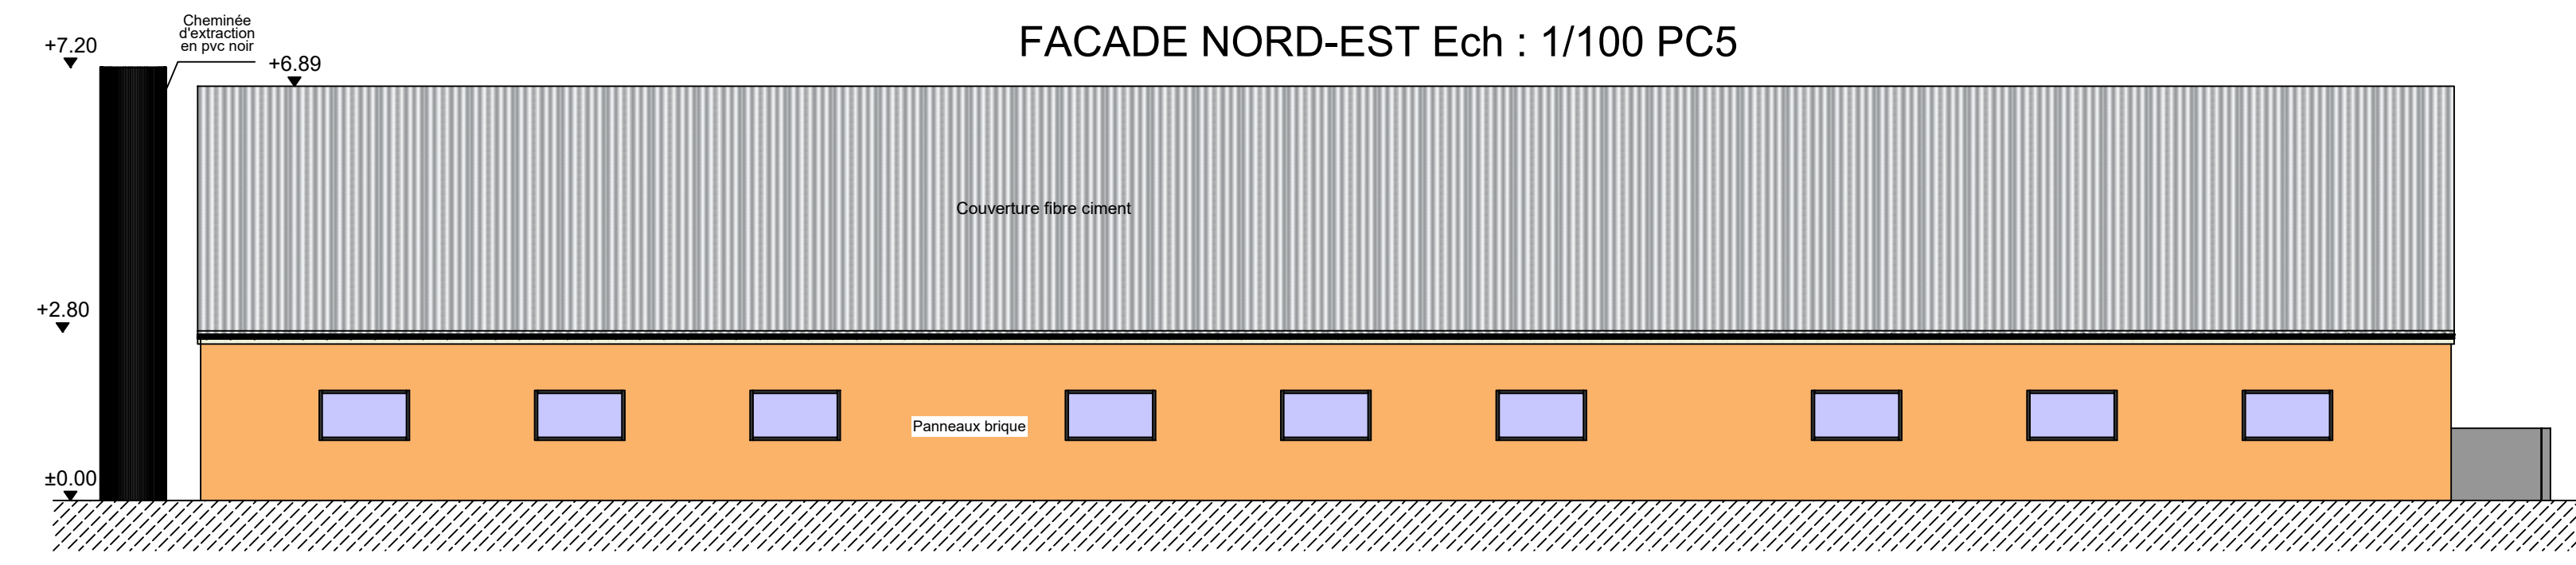 FACADE NORD-EST Ech : 1/100 PC5
Cheminée
d'extraction
en pvc noir
+7.20
+6.89
Couverture fibre ciment
+2.80
Panneaux brique
±0.00